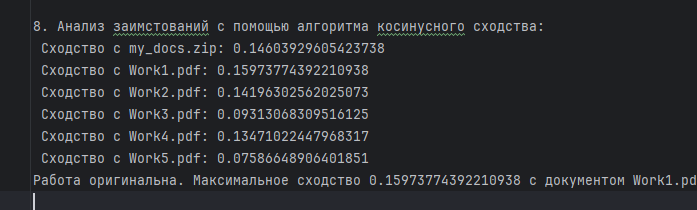 8. Анализ заимстований с помощью алгоритма косинусного сходства:
Сходство с my_docs.zip: 0.14603929605423738
Сходство с Work1.pdf: 0.15973774392210938
Сходство с Work2.pdf: 0.14196302562025073
Сходство с Work3.pdf: 0.09313068309516125
Сходство с Work4.pdf: 0.13471022447968317
Сходство с Work5.pdf: 0.07586648906401851
Работа оригинальна. Максимальное сходство 0.15973774392210938 с документом Work1.pd